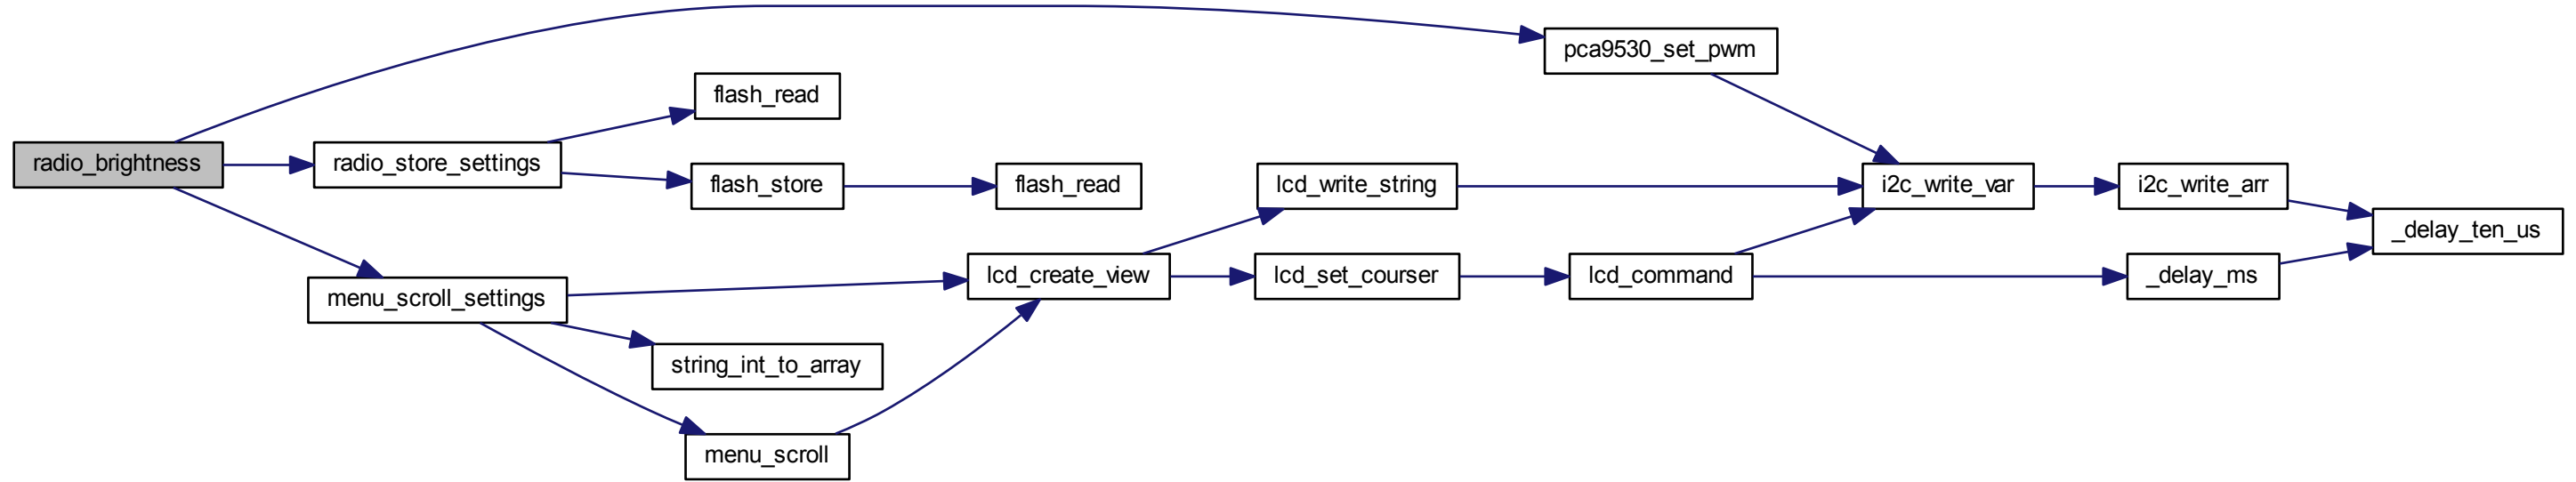 pca9530_set_pwm
flash_read
radio_brightness
radio_store_settings
flash_store
flash_read
lcd_write_string
i2c_write_var
i2c_write_arr
_delay_ten_us
menu_scroll_settings
lcd_create_view
lcd_set_courser
lcd_command
_delay_ms
string_int_to_array
menu_scroll